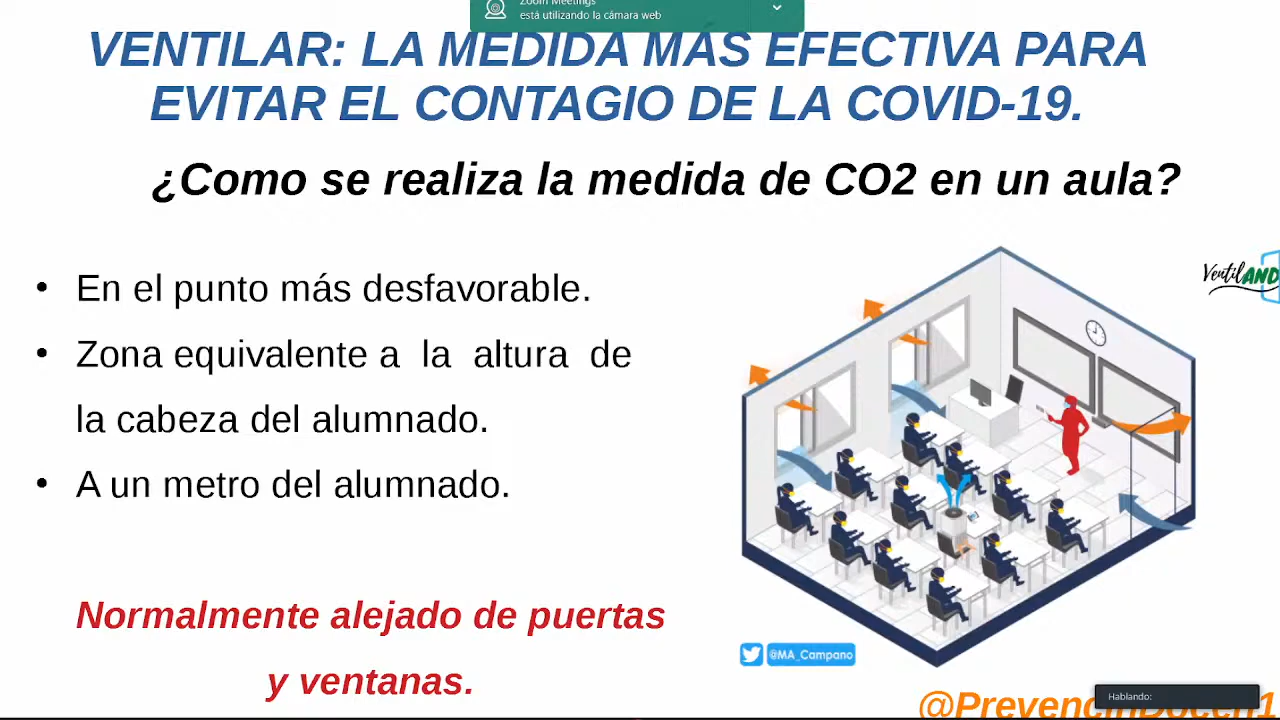 Zoom Meetings
está utilizando la cámara web
VENTILAR: LA MEDIDA MÁS EFECTIVA PARA
EVITAR EL CONTAGIO DE LA COVID-19.
¿Como se realiza la medida de CO2 en un aula?
• En el punto más desfavorable.
• Zona equivalente a la altura de
la cabeza del alumnado.
• A un metro del alumnado.
Normalmente alejado de puertas
y ventanas.
VentilAND
@MA_Campano
Hablando: